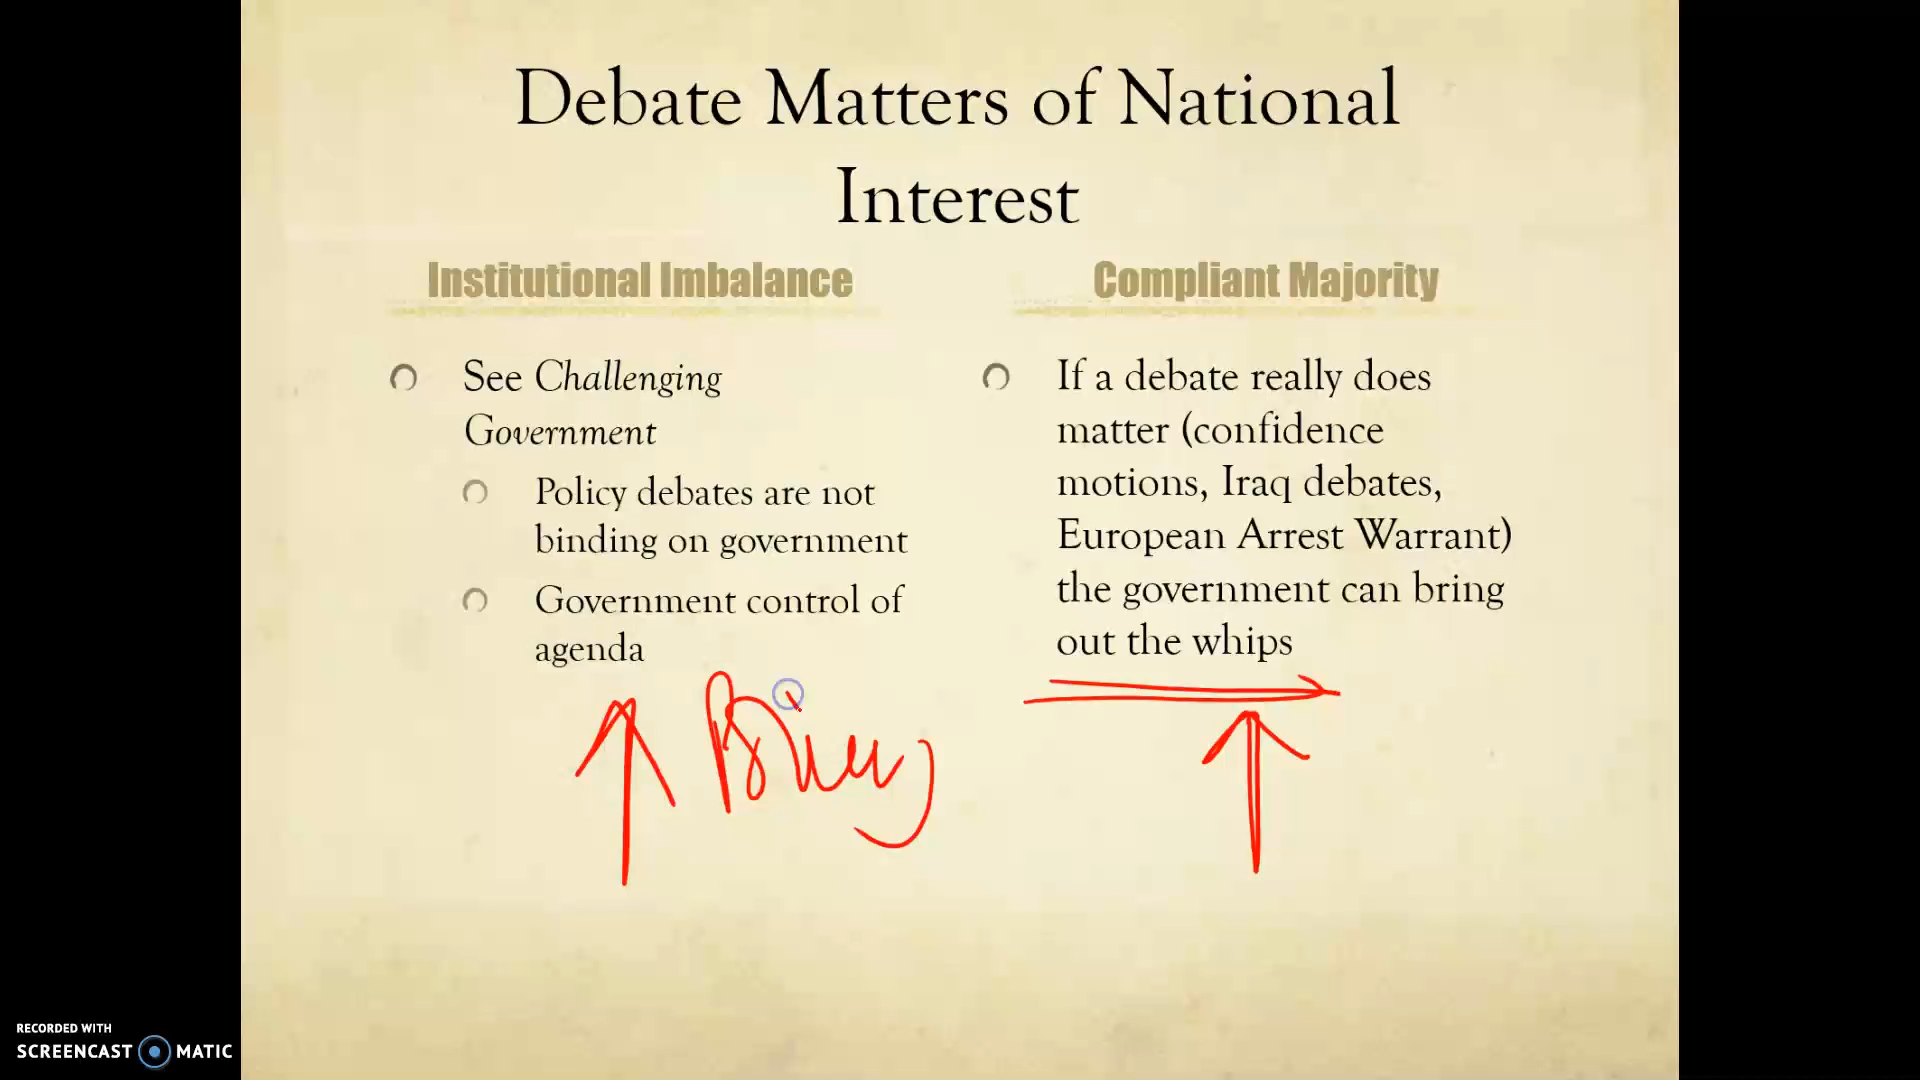 Debate Matters of National
Interest
Institutional Imbalance
See Challenging
Government
Policy debates are not
binding on government
Government control of
agenda
Compliant Majority
If a debate really does
matter (confidence
motions, Iraq debates,
European Arrest Warrant)
the government can bring
out the whips
RECORDED WITH
SCREENCAST MATIC